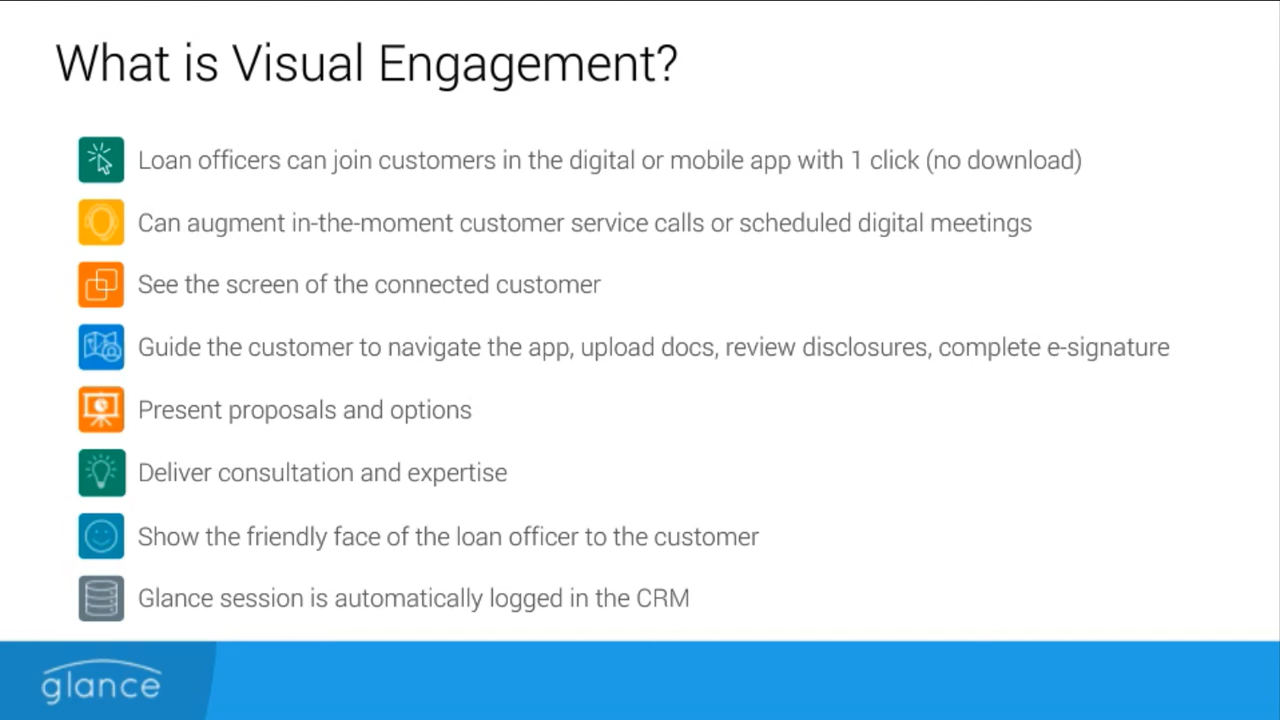 What is Visual Engagement?
Loan officers can join customers in the digital or mobile app with 1 click (no download)
Can augment in-the-moment customer service calls or scheduled digital meetings
See the screen of the connected customer
Guide the customer to navigate the app, upload docs, review disclosures, complete e-signature
Present proposals and options
Deliver consultation and expertise
Show the friendly face of the loan officer to the customer
Glance session is automatically logged in the CRM
glance